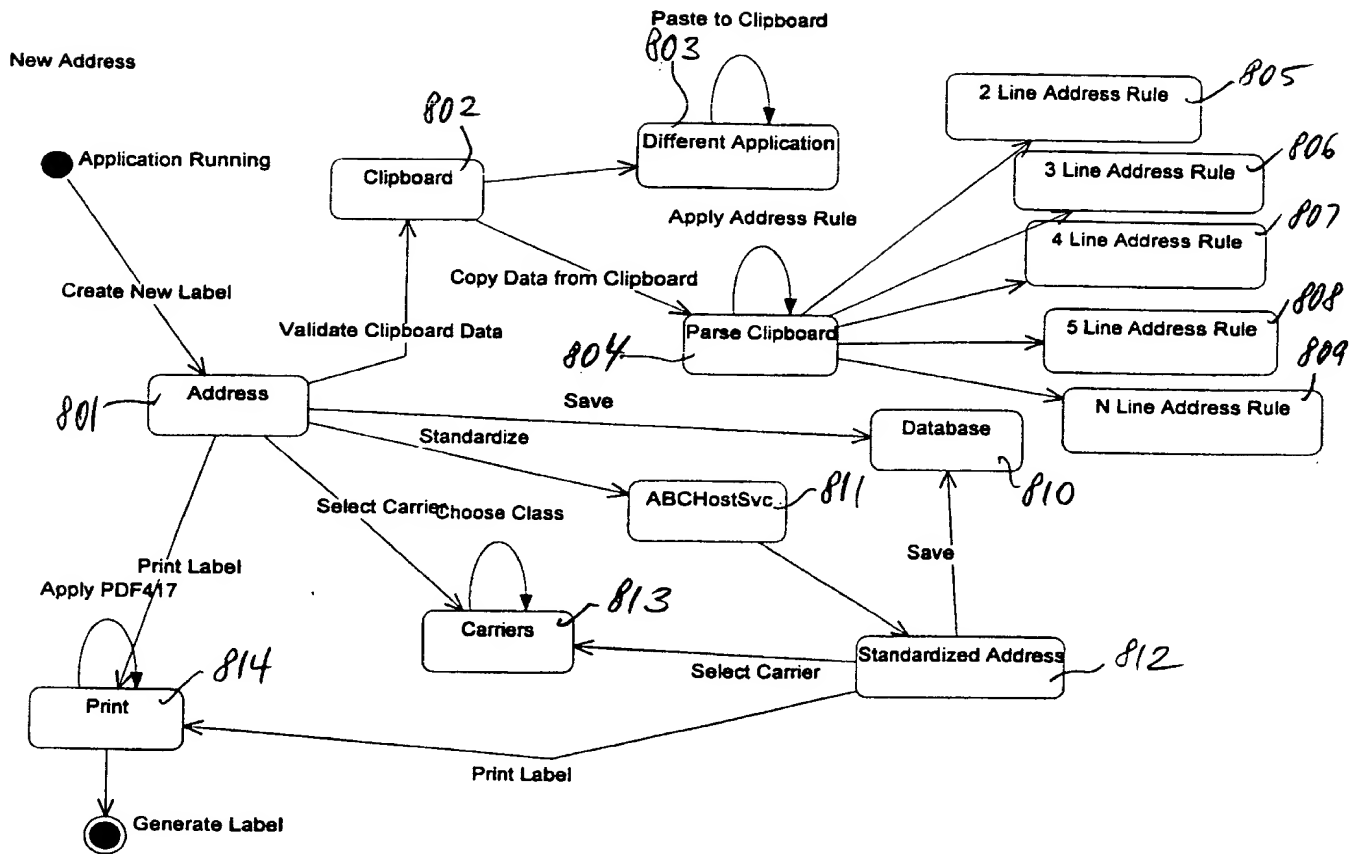 Paste to Clipboard
803
New Address
805
2 Line Address Rule
802
Different Application
806
Application Running
3 Line Address Rule
Clipboard
807
Apply Address Rule
4 Line Address Rule
Copy Data from Clipboard
Create New Label
808
Validate Clipboard Data
Parse Clipboard
5 Line Address Rule
804
809
Address
Save
N Line Address Rule
801
Standardize
Database
ABCHostSvc
811
810
Select Carrier
Choose Class
Save
Print Label
Apply PDF417
813
Carriers
Standardized Address
812
Select Carrier
814
Print
Print Label
Generate Label